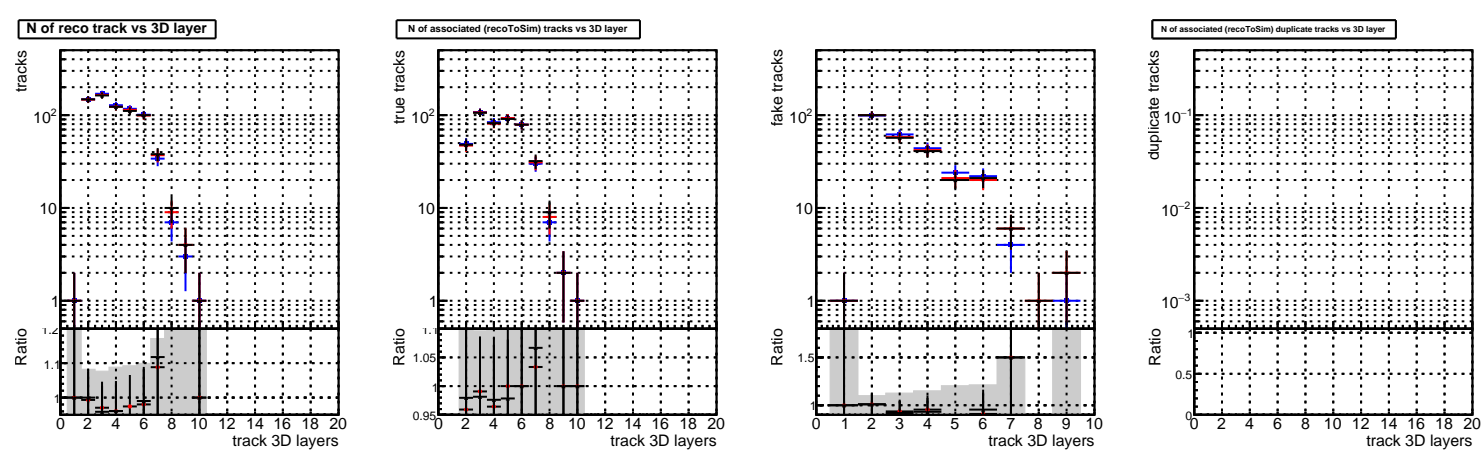 N of reco track vs 3D layer
tracks
10²
10
1
Ratio
1.2
1.1
1
0 2 4 6 8 10 12 14 16 18 20
track 3D layers
N of associated (recoToSim) tracks vs 3D layer
true tracks
10²
10
1
Ratio
1.1
1.05
1
0.95
0 2 4 6 8 10 12 14 16 18 20
track 3D layers
fake tracks
10²
10
1
Ratio
1.5
1
0 1 2 3 4 5 6 7 8 9 10
track 3D layers
N of associated (recoToSim) duplicate tracks vs 3D layer
duplicate tracks
10⁻¹
10⁻²
10⁻³
Ratio
1
0.5
0
0 2 4 6 8 10 12 14 16 18 20
track 3D layers